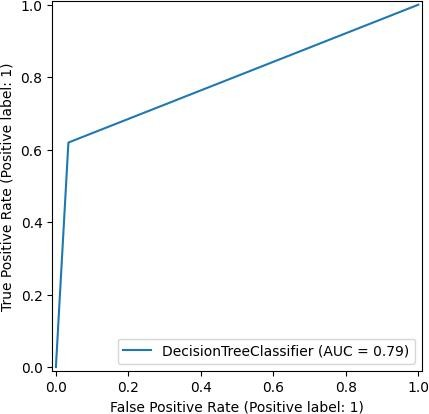 1.0
0.8
0.6
0.4
0.2
0.0
True Positive Rate (Positive label: 1)
DecisionTreeClassifier (AUC = 0.79)
0.0 0.2 0.4 0.6 0.8 1.0
False Positive Rate (Positive label: 1)